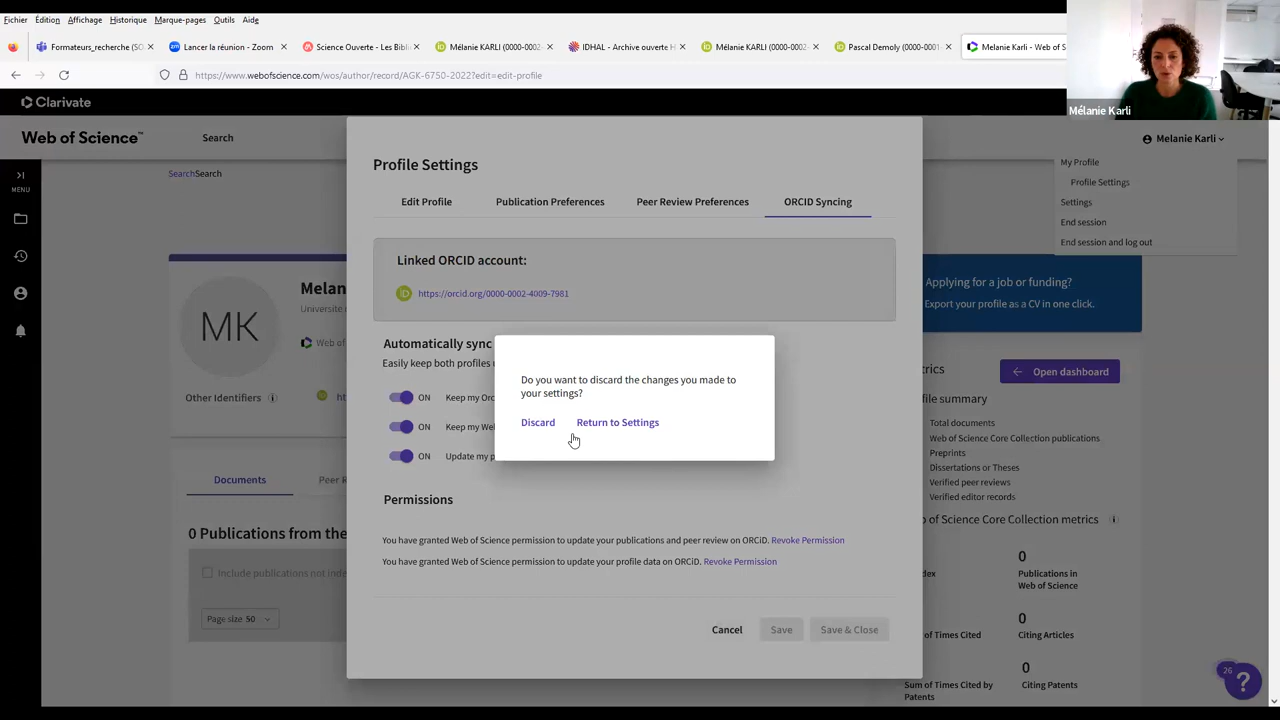 Fichier Édition Affichage Historique Marque-pages Outils Aide
Formateurs_recherche (SO
Lancer la réunion - Zoom
Science Ouverte - Les Bibl
Mélanie KARLI (0000-0002-
IDHAL - Archive ouverte H
Mélanie KARLI (0000-0002-
Pascal Demoly (0000-0001-
Melanie Karli - Web of S
https://www.webofscience.com/wos/author/record/AGK-6750-2022?edit=edit-profile
Mélanie Karli
Clarivate
Web of Science™
Search
Melanie Karli
MENU
SearchSearch
My Profile
Profile Settings
Settings
End session
End session and log out
Profile Settings
Edit Profile
Publication Preferences
Peer Review Preferences
ORCID Syncing
Linked ORCID account:
iD https://orcid.org/0000-0002-4009-7981
MK
Melan
Université
Web of
Other Identifiers
Applying for a job or funding?
Export your profile as a CV in one click.
Automatically sync
Easily keep both profiles
ON Keep my Orc
ON Keep my Web
ON Update my p
Do you want to discard the changes you made to
your settings?
Discard
Return to Settings
Permissions
You have granted Web of Science permission to update your publications and peer review on ORCiD. Revoke Permission
You have granted Web of Science permission to update your profile data on ORCiD. Revoke Permission
Cancel
Save
Save & Close
Documents
Peer R
0 Publications from the
Include publications not inde
Page size 50
etrics
Open dashboard
file summary
Total documents
Web of Science Core Collection publications
Preprints
Dissertations or Theses
Verified peer reviews
Verified editor records
b of Science Core Collection metrics
dex
0
Publications in
Web of Science
of Times Cited
0
Citing Articles
Sum of Times Cited by
Patents
0
Citing Patents
26
?